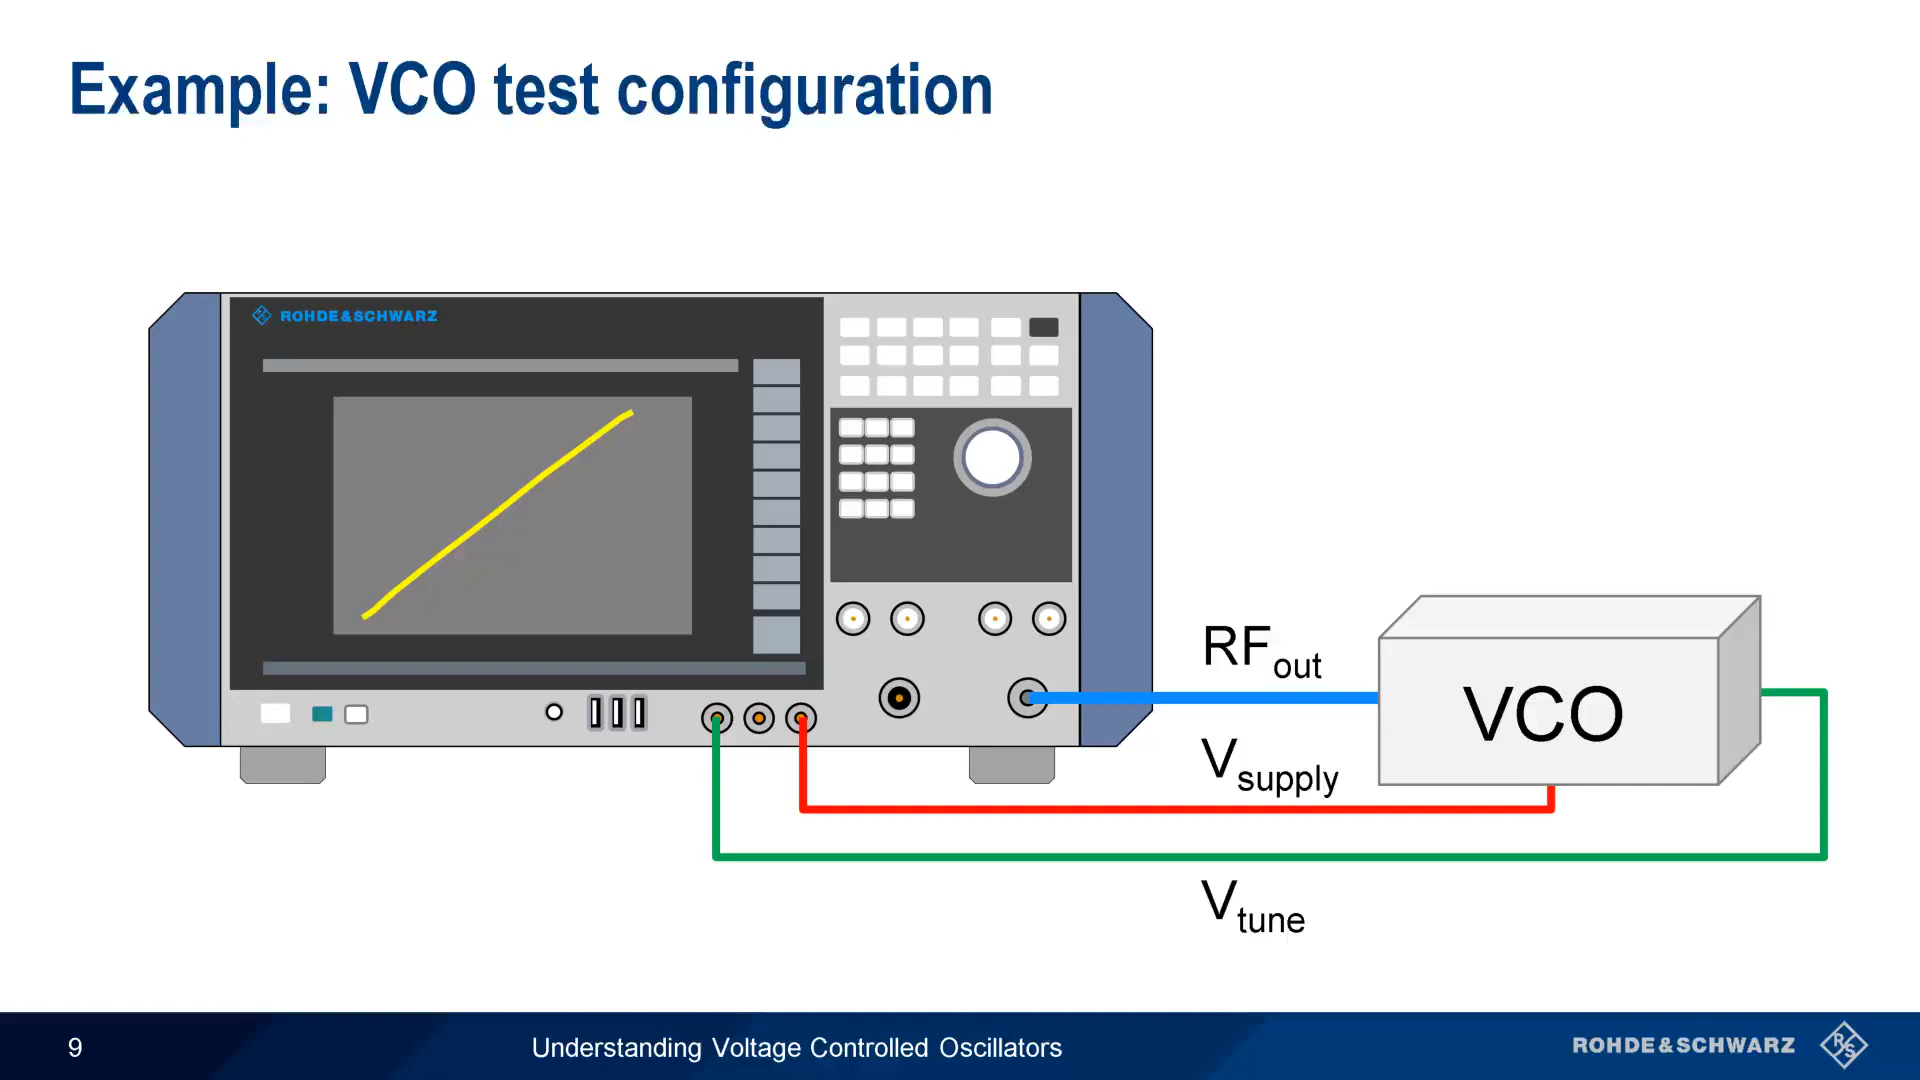 Example: VCO test configuration
ROHDE&SCHWARZ
RFout
VCO
Vsupply
Vtune
9
Understanding Voltage Controlled Oscillators
ROHDE&SCHWARZ
R&S